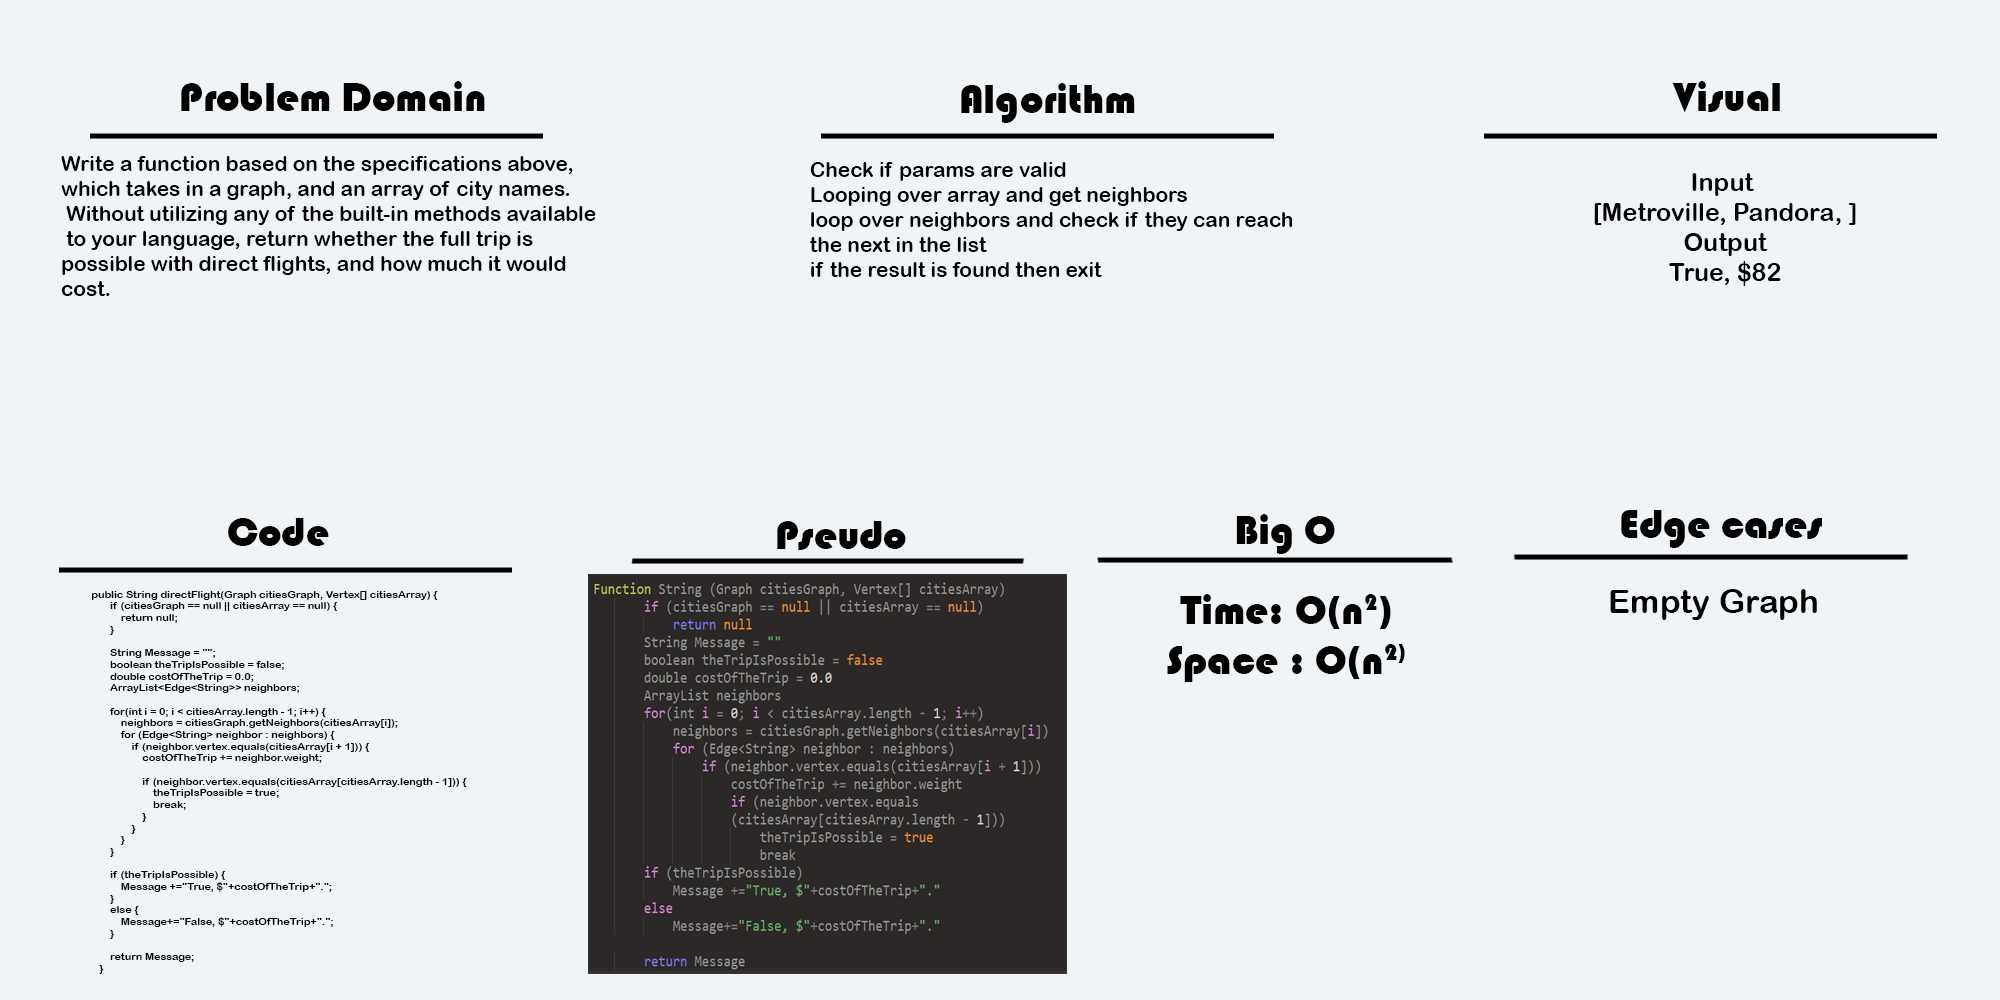 Problem Domain
Write a function based on the specifications above,
which takes in a graph, and an array of city names.
Without utilizing any of the built-in methods available
to your language, return whether the full trip is
possible with direct flights, and how much it would
cost.
Algorithm
Check if params are valid
Looping over array and get neighbors
loop over neighbors and check if they can reach
the next in the list
if the result is found then exit
Visual
Input
[Metroville, Pandora, ]
Output
True, $82
Code
public String directFlight(Graph citiesGraph, Vertex[] citiesArray) {
if (citiesGraph == null || citiesArray == null) {
return null;
}
String Message = "";
boolean theTripIsPossible = false;
double costOfTheTrip = 0.0;
ArrayList<Edge<String>> neighbors;
for(int i = 0; i < citiesArray.length - 1; i++) {
neighbors = citiesGraph.getNeighbors(citiesArray[i]);
for (Edge<String> neighbor : neighbors) {
if (neighbor.vertex.equals(citiesArray[i + 1])) {
costOfTheTrip += neighbor.weight;
if (neighbor.vertex.equals(citiesArray[citiesArray.length - 1])) {
theTripIsPossible = true;
break;
}
}
}
}
if (theTripIsPossible) {
Message +="True, $"+costOfTheTrip+".";
}
else {
Message+="False, $"+costOfTheTrip+".";
}
return Message;
}
Pseudo
Function String (Graph citiesGraph, Vertex[] citiesArray)
if (citiesGraph == null || citiesArray == null)
return null
String Message = ""
boolean theTripIsPossible = false
double costOfTheTrip = 0.0
ArrayList neighbors
for(int i = 0; i < citiesArray.length - 1; i++)
neighbors = citiesGraph.getNeighbors(citiesArray[i])
for (Edge<String> neighbor : neighbors)
if (neighbor.vertex.equals(citiesArray[i + 1]))
costOfTheTrip += neighbor.weight
if (neighbor.vertex.equals
(citiesArray[citiesArray.length - 1]))
theTripIsPossible = true
break
if (theTripIsPossible)
Message +="True, $"+costOfTheTrip+"."
else
Message+="False, $"+costOfTheTrip+"."
return Message
Big O
Time: O(n²)
Space : O(n²⁾
Edge cases
Empty Graph